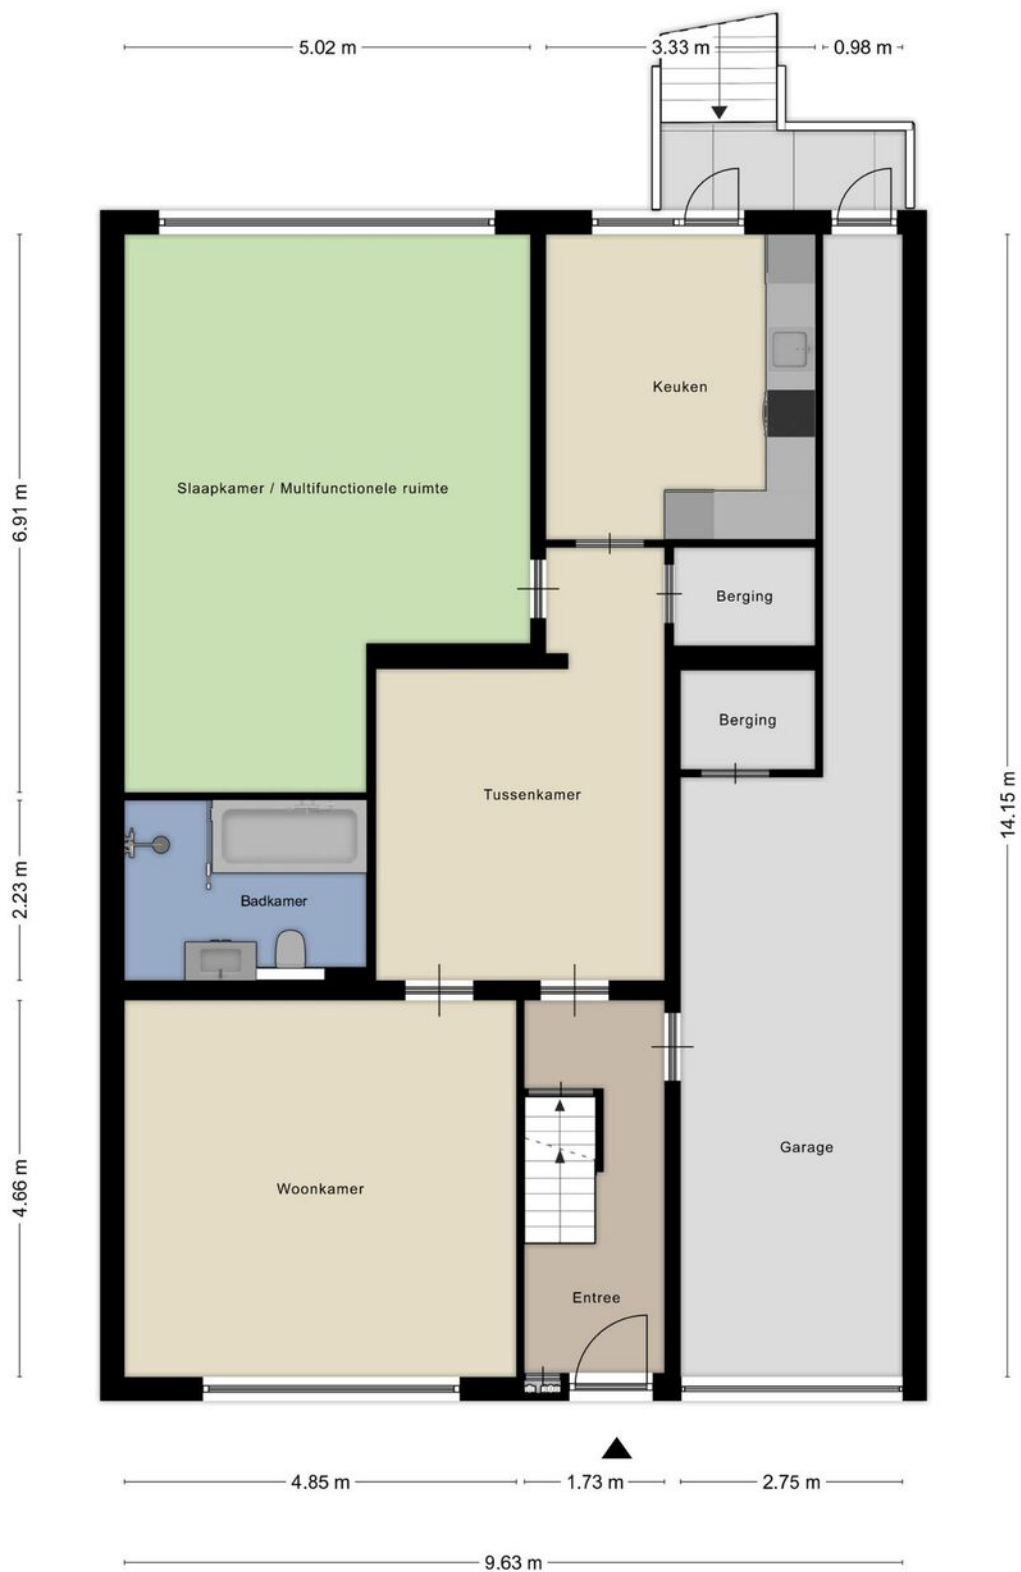 5.02 m
3.33 m
0.98 m
6.91 m
Keuken
Slaapkamer / Multifunctionele ruimte
Berging
Berging
14.15 m
Tussenkamer
2.23 m
Badkamer
4.66 m
Garage
Woonkamer
Entree
4.85 m
1.73 m
2.75 m
9.63 m